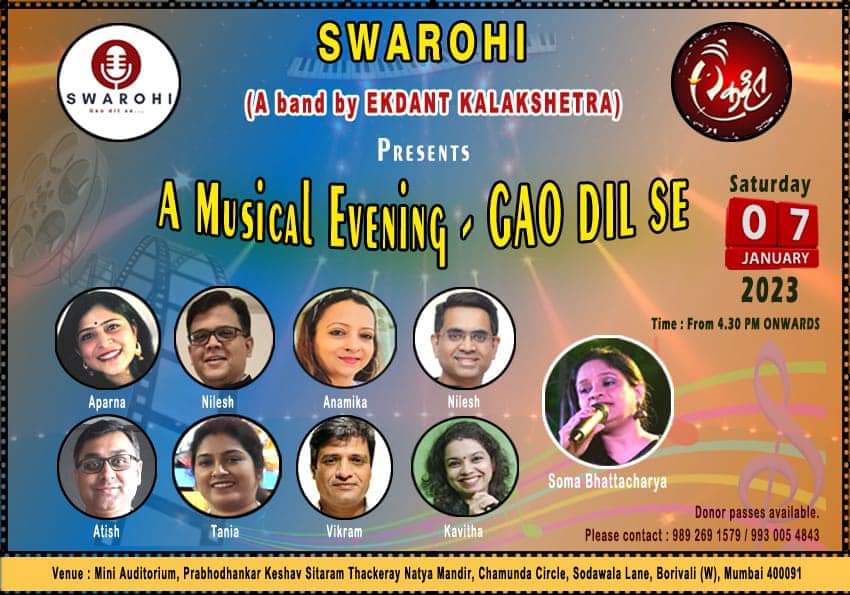 SWAROHI
(A band by EKDANT KALAKSHETRA)
PRESENTS
A MUSICAL EVENING - GAO DIL SE
SWAROHI
Gao dil se...
एकदंत
Saturday
07
JANUARY
2023
Time : From 4.30 PM ONWARDS
Aparna
Nilesh
Anamika
Nilesh
Atish
Tania
Vikram
Kavitha
Soma Bhattacharya
Donor passes available.
Please contact : 989 269 1579 / 993 005 4843
Venue : Mini Auditorium, Prabhodhankar Keshav Sitaram Thackeray Natya Mandir, Chamunda Circle, Sodawala Lane, Borivali (W), Mumbai 400091